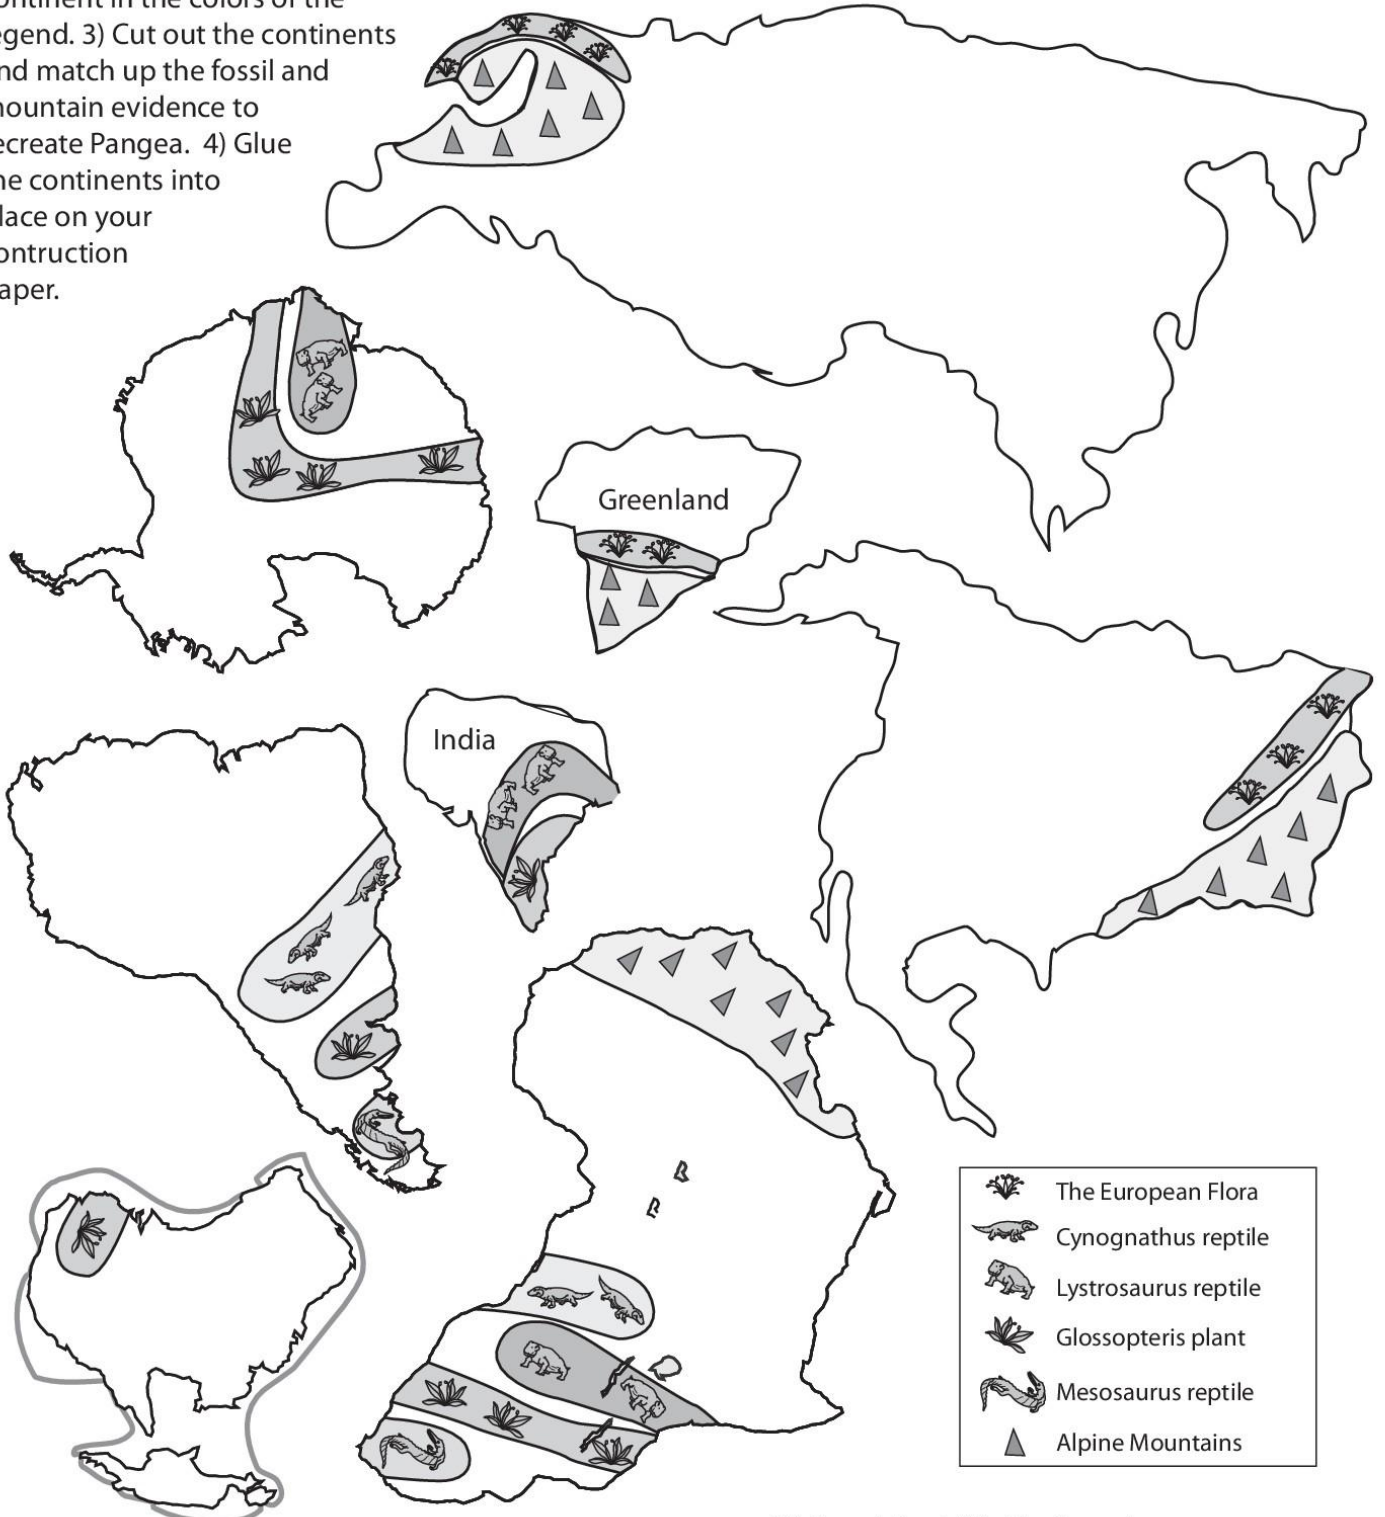 ontinent in the colors of the
egend. 3) Cut out the continents
nd match up the fossil and
ountain evidence to
ecreate Pangea. 4) Glue
he continents into
lace on your
ontruction
aper.
Greenland
India
The European Flora
Cynognathus reptile
Lystrosaurus reptile
Glossopteris plant
Mesosaurus reptile
Alpine Mountains